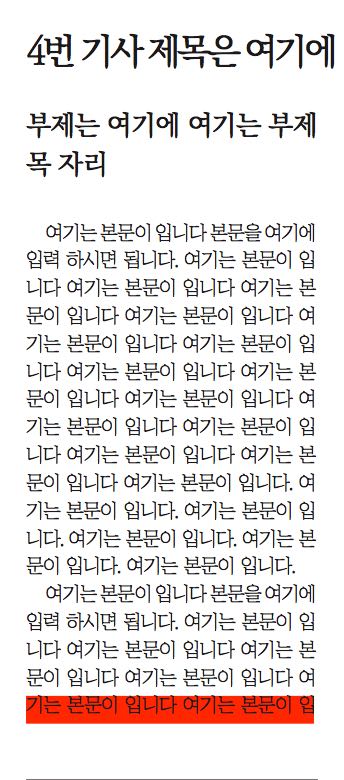 4번 기사 제목은 여기에
부제는 여기에 여기는 부제
목 자리
여기는 본문이 입니다 본문을 여기에
입력 하시면 됩니다. 여기는 본문이 입
니다 여기는 본문이 입니다 여기는 본
문이 입니다 여기는 본문이 입니다 여
기는 본문이 입니다 여기는 본문이 입
니다 여기는 본문이 입니다 여기는 본
문이 입니다 여기는 본문이 입니다 여
기는 본문이 입니다 여기는 본문이 입
니다 여기는 본문이 입니다 여기는 본
문이 입니다 여기는 본문이 입니다. 여
기는 본문이 입니다. 여기는 본문이 입
니다. 여기는 본문이 입니다. 여기는 본
문이 입니다. 여기는 본문이 입니다.
여기는 본문이 입니다 본문을 여기에
입력 하시면 됩니다. 여기는 본문이 입
니다 여기는 본문이 입니다 여기는 본
문이 입니다 여기는 본문이 입니다 여
기는 본문이 입니다 여기는 본문이 입